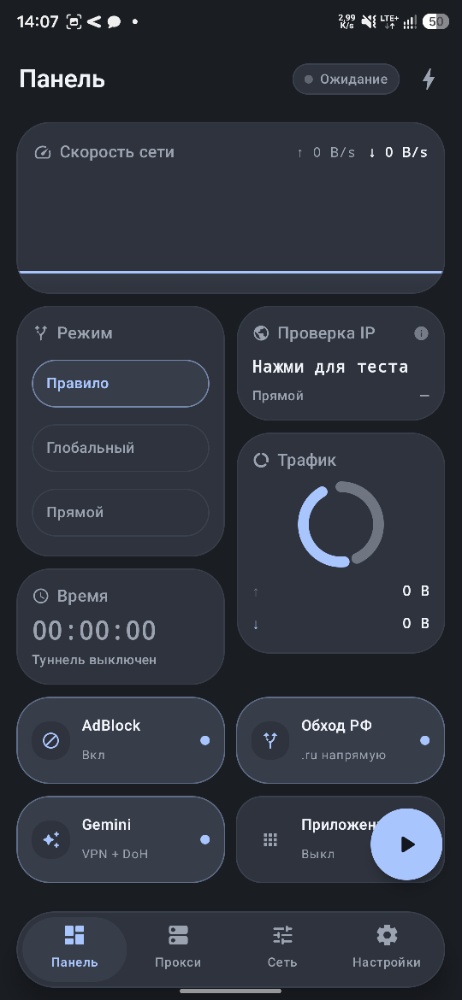 14:07
2,99 K/s LTE+ 50
Панель
Ожидание
Скорость сети
↑ 0 B/s ↓ 0 B/s
Режим
Правило
Глобальный
Прямой
Проверка IP
Нажми для теста
Прямой —
Трафик
↑ 0 B
↓ 0 B
Время
00:00:00
Туннель выключен
AdBlock
Вкл
Обход РФ
.ru напрямую
Gemini
VPN + DoH
Приложен
Выкл
Панель
Прокси
Сеть
Настройки